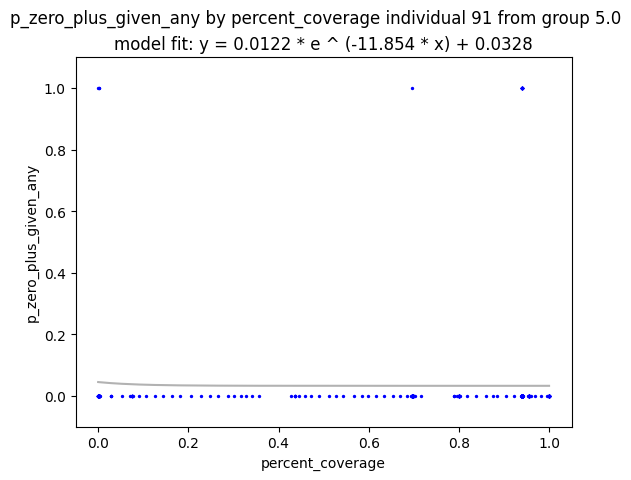 p_zero_plus_given_any by percent_coverage individual 91 from group 5.0
model fit: y = 0.0122 * e ^ (-11.854 * x) + 0.0328
p_zero_plus_given_any
1.0
0.8
0.6
0.4
0.2
0.0
0.0 0.2 0.4 0.6 0.8 1.0
percent_coverage